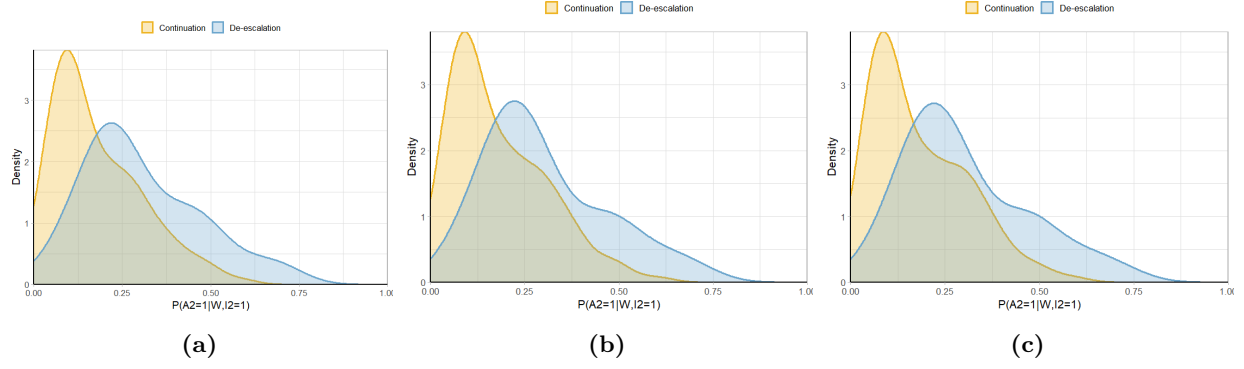 Continuation De-escalation
Density
3
2
1
0
0.00 0.25 0.50 0.75 1.00
P(A2=1|W,I2=1)
(a)
Continuation De-escalation
Density
3
2
1
0
0.00 0.25 0.50 0.75 1.00
P(A2=1|W,I2=1)
(b)
Continuation De-escalation
Density
3
2
1
0
0.00 0.25 0.50 0.75 1.00
P(A2=1|W,I2=1)
(c)